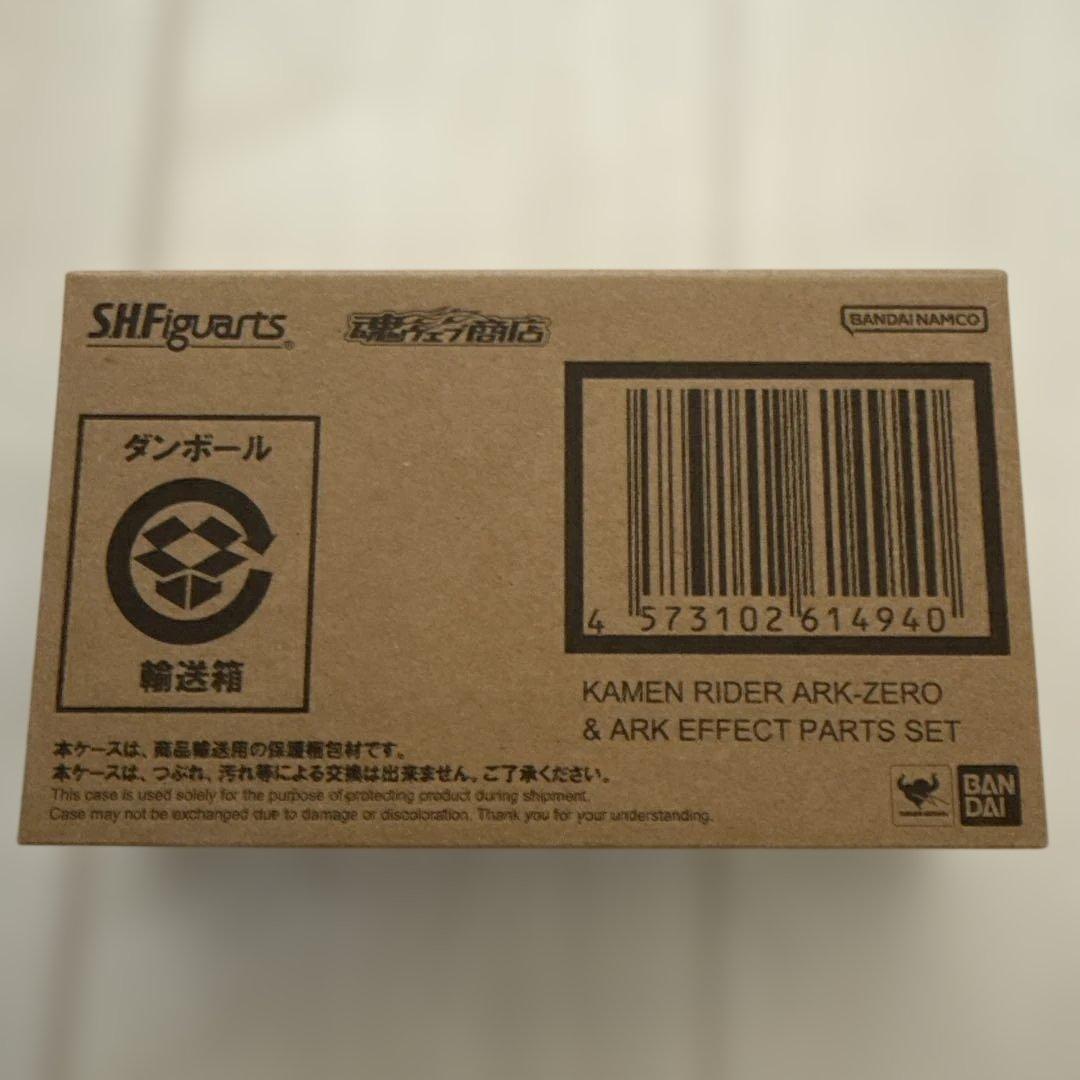 S.H.Figuarts®
魂ウェブ商店
BANDAI NAMCO
ダンボール
輸送箱
4 573102 614940
KAMEN RIDER ARK-ZERO
& ARK EFFECT PARTS SET
本ケースは、商品輸送用の保護梱包材です。
本ケースは、つぶれ、汚れ等による交換は出来ません。ご了承ください。
This case is used solely for the purpose of protecting product during shipment.
Case may not be exchanged due to damage or discoloration. Thank you for your understanding.
BAN
DAI